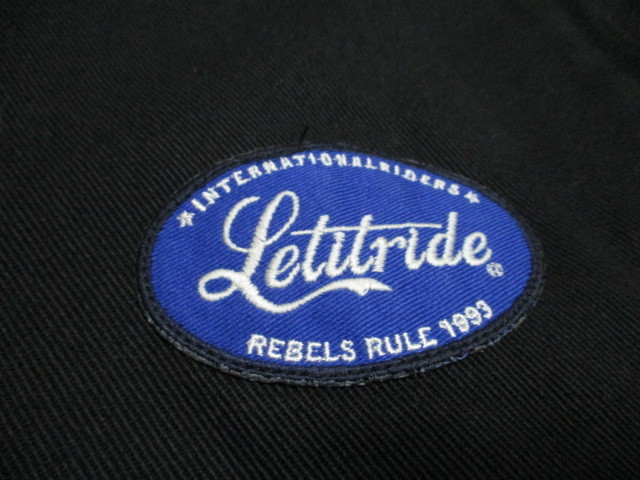 ★INTERNATIONALRIDERS★
Letitride®
REBELS RULE 1993